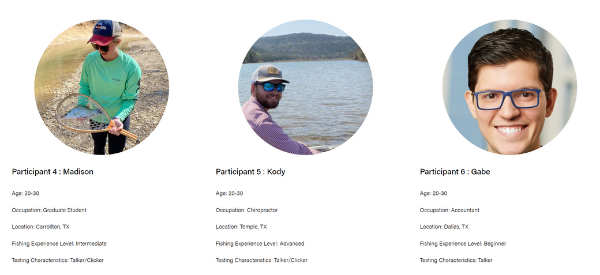 Participant 4 : Madison
Age: 20-30
Occupation: Graduate Student
Location: Carrollton, TX
Fishing Experience Level: Intermediate
Testing Characteristics: Talker/Clicker
Participant 5 : Kody
Age: 20-30
Occupation: Chiropractor
Location: Temple, TX
Fishing Experience Level: Advanced
Testing Characteristics: Talker/Clicker
Participant 6 : Gabe
Age: 20-30
Occupation: Accountant
Location: Dallas, TX
Fishing Experience Level: Beginner
Testing Characteristics: Talker